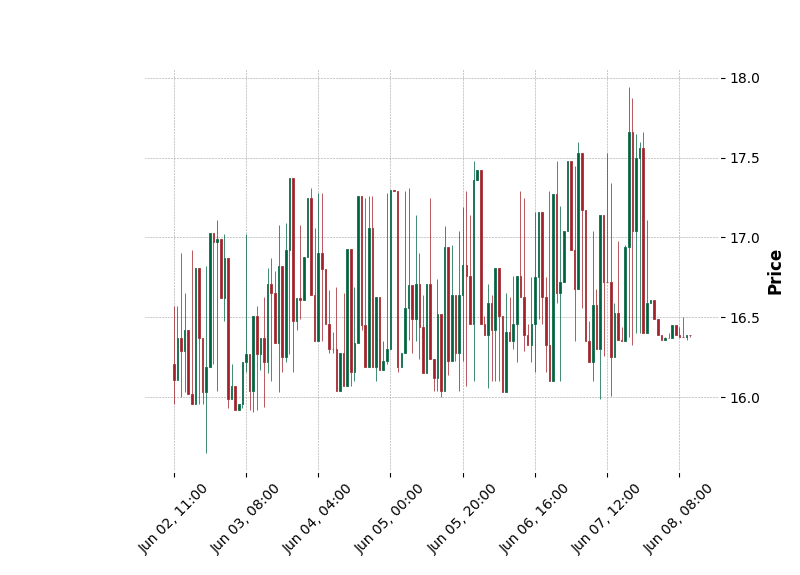 18.0
17.5
17.0
16.5
16.0
Price
Jun 02, 11:00
Jun 03, 08:00
Jun 04, 04:00
Jun 05, 00:00
Jun 05, 20:00
Jun 06, 16:00
Jun 07, 12:00
Jun 08, 08:00